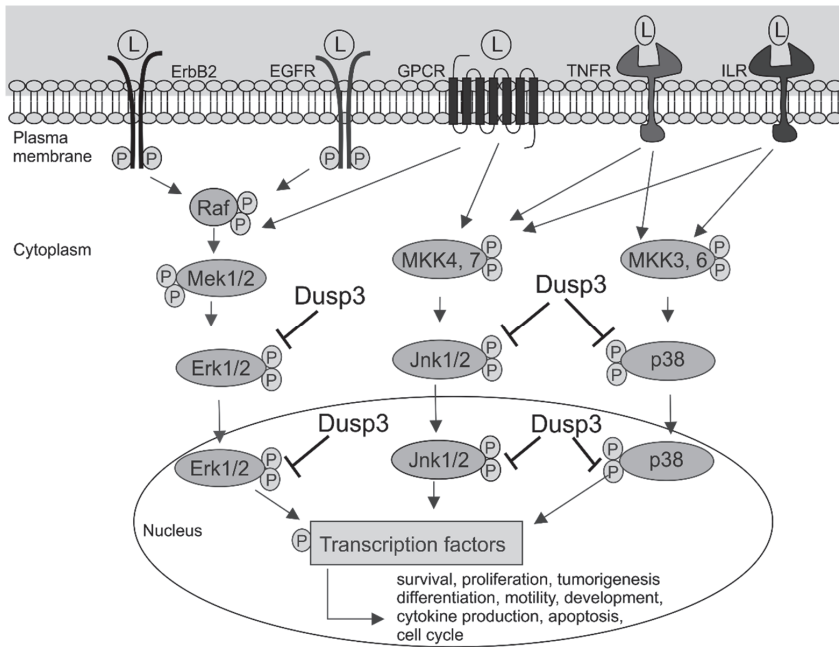 L
L
L
L
L
ErbB2
EGFR
GPCR
TNFR
ILR
Plasma
membrane
P
P
P
P
Raf
P
P
Cytoplasm
Mek1/2
P
P
MKK4, 7
P
P
MKK3, 6
P
P
Dusp3
Dusp3
Erk1/2
P
P
Jnk1/2
P
P
P
P
p38
Dusp3
Dusp3
Erk1/2
P
P
Jnk1/2
P
P
P
P
p38
Nucleus
P
Transcription factors
survival, proliferation, tumorigenesis
differentiation, motility, development,
cytokine production, apoptosis,
cell cycle